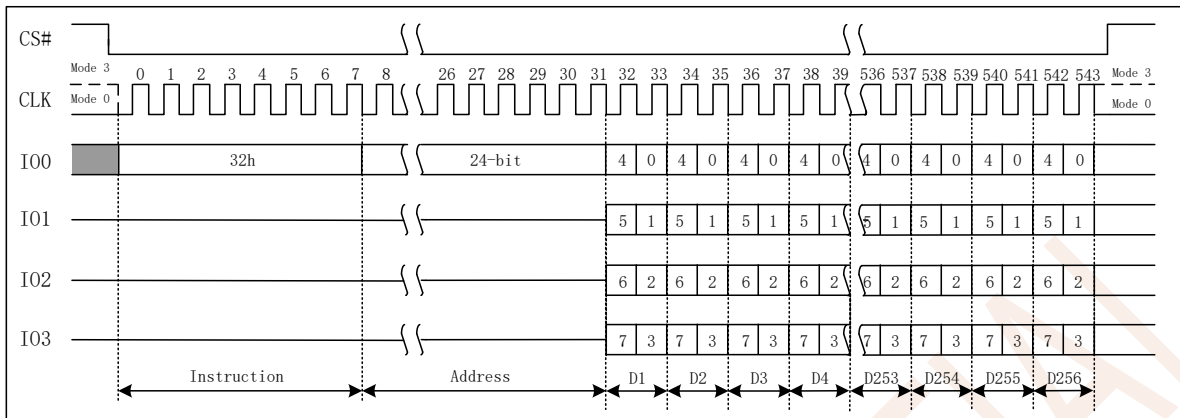 CS#
Mode 3 0 1 2 3 4 5 6 7 8 26 27 28 29 30 31 32 33 34 35 36 37 38 39 536 537 538 539 540 541 542 543 Mode 3
CLK Mode 0 Mode 0
IO0 32h 24-bit 4 0 4 0 4 0 4 0 4 0 4 0 4 0 4 0
IO1 5 1 5 1 5 1 5 1 5 1 5 1 5 1 5 1
IO2 6 2 6 2 6 2 6 2 6 2 6 2 6 2 6 2
IO3 7 3 7 3 7 3 7 3 7 3 7 3 7 3 7 3
Instruction Address D1 D2 D3 D4 D253 D254 D255 D256